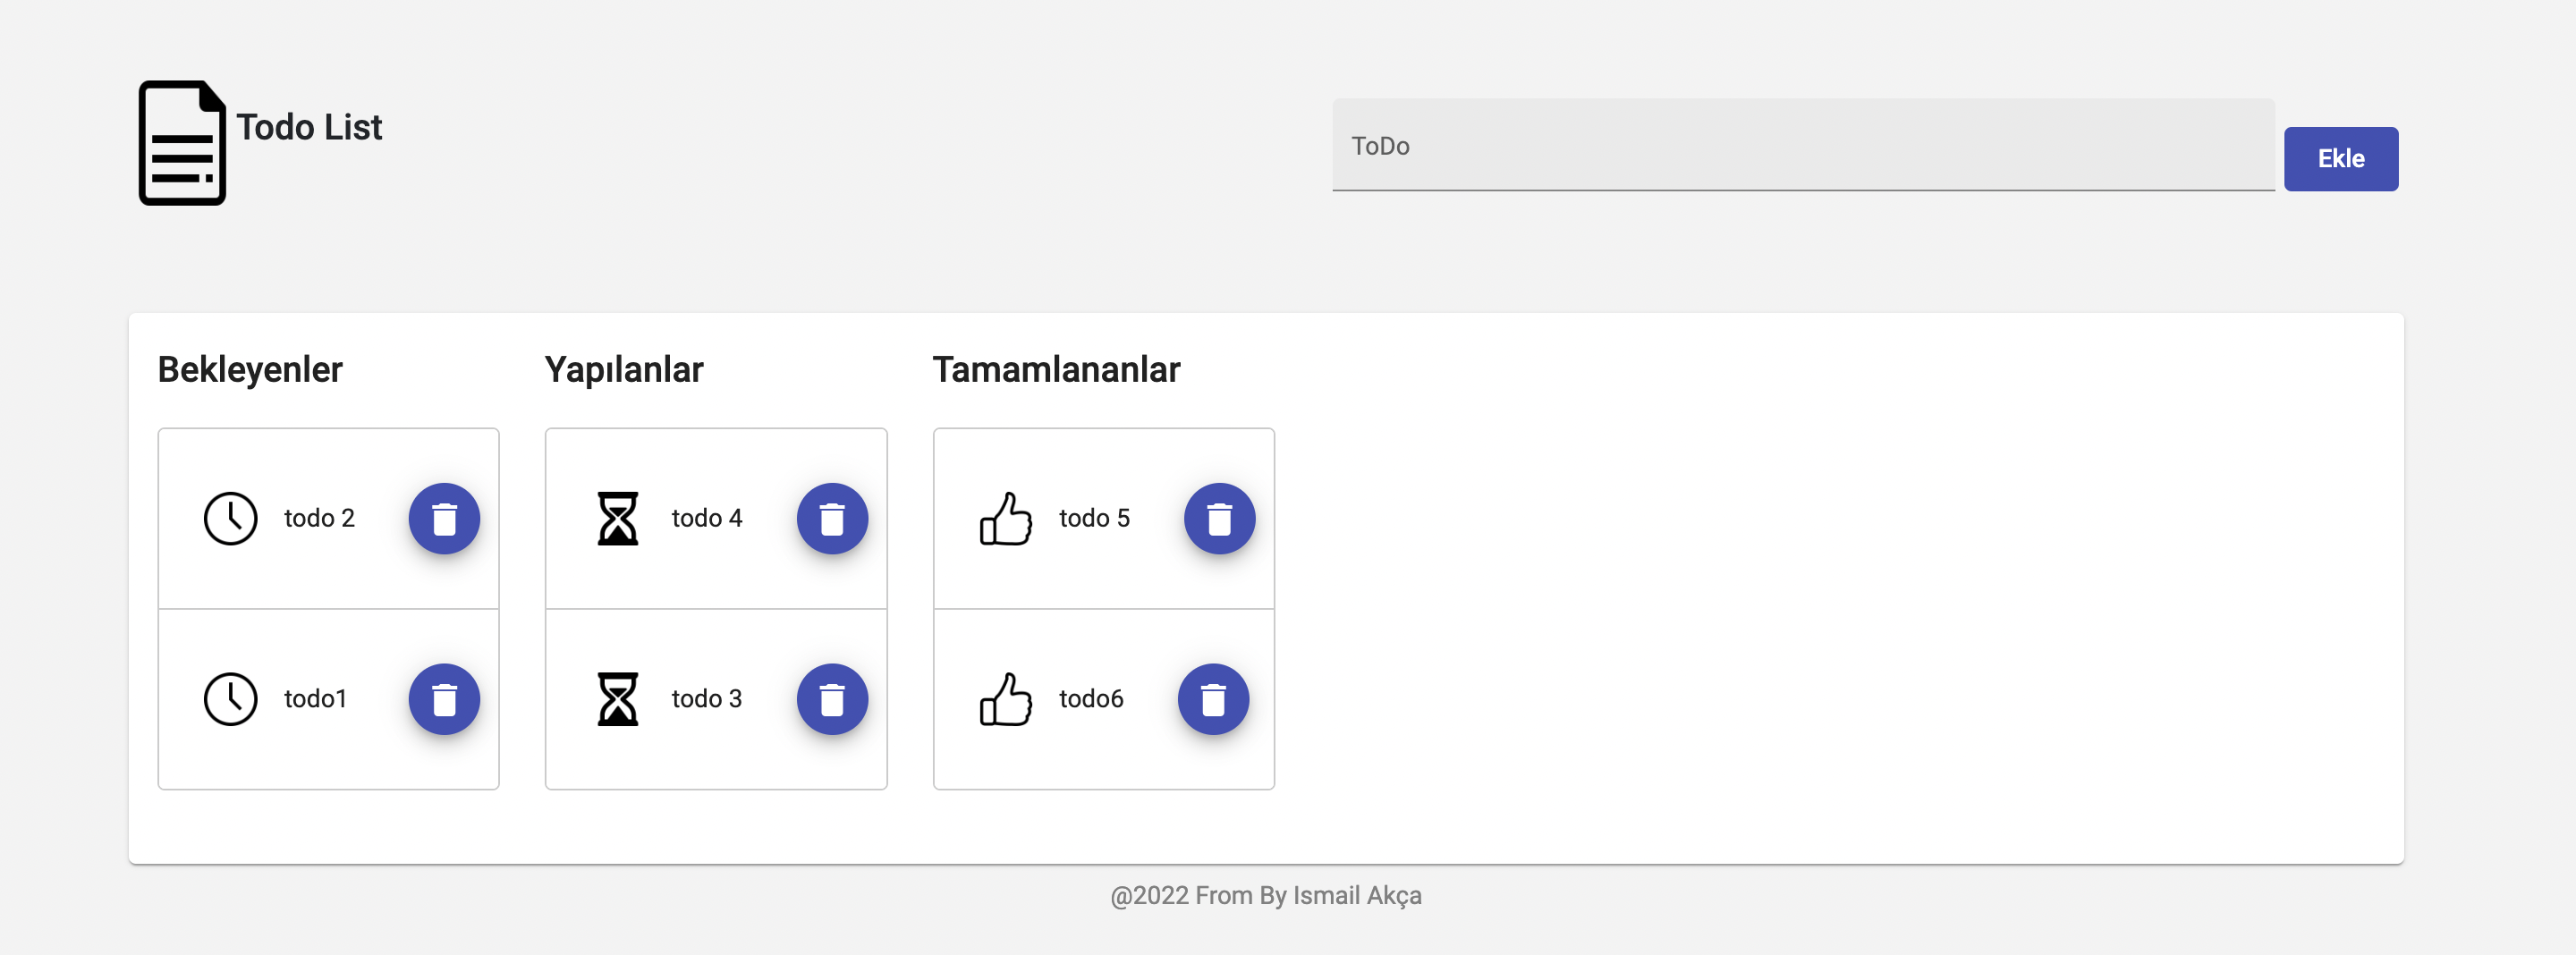 Todo List
ToDo
Ekle
Bekleyenler
todo 2
todo1
Yapılanlar
todo 4
todo 3
Tamamlananlar
todo 5
todo6
@2022 From By Ismail Akça